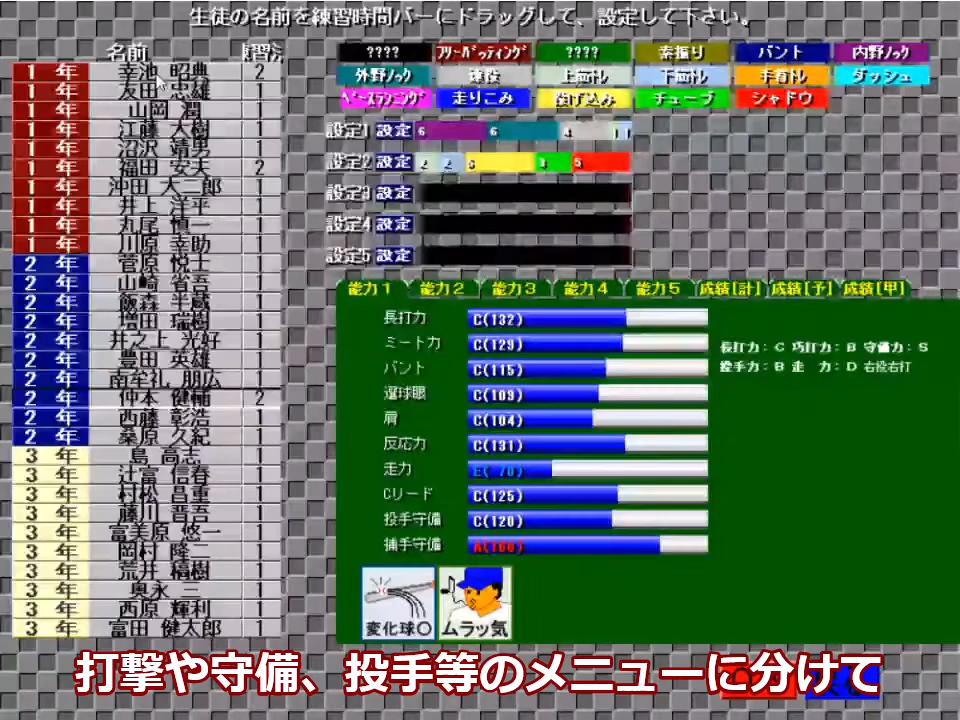 生徒の名前を練習時間バーにドラッグして、設定して下さい。
名前
1 年 幸池 昭典 2
1 年 友田 忠雄 1
1 年 山岡 潤 1
1 年 江藤 大樹 1
1 年 沼沢 靖男 1
1 年 福田 安夫 2
1 年 沖田 大二郎 1
1 年 井上 洋平 1
1 年 丸尾 慎一 1
1 年 川原 幸助 1
2 年 菅原 悦士 1
2 年 山崎 省吾 1
2 年 飯森 半蔵 1
2 年 増田 瑞樹 1
2 年 井之上 光好 1
2 年 豊田 英雄 1
2 年 南牟礼 朋広 1
2 年 仲本 健輔 2
2 年 西藤 彰浩 1
2 年 桑原 久紀 1
3 年 島 高志 1
3 年 辻富 信春 1
3 年 村松 昌重 1
3 年 藤川 晋吾 1
3 年 富美原 悠一 1
3 年 岡村 隆二 1
3 年 荒井 稿樹 1
3 年 奥永 三 1
3 年 西原 輝利 1
3 年 富田 健太郎 1
???? フリーバッティング ???? 素振り バント 内野ノック
外野ノック 連投 上面トレ 下面トレ 手首トレ ダッシュ
ベースランニング 走りこみ 投げ込み チューブ シャドウ
設定1 設定 6 6 4 1 1
設定2 設定 2 2 6 3 5
設定3 設定
設定4 設定
設定5 設定
能力1 能力2 能力3 能力4 能力5 成績[計] 成績[予] 成績[甲]
長打力 C(132)
ミート力 C(129)
バント C(115)
選球眼 C(109)
肩 C(104)
反応力 C(131)
走力 E( 70)
Cリード C(125)
投手守備 C(120)
捕手守備 A(160)
長打力：C 巧打力：B 守備力：S
投手力：B 走 力：D 右投右打
変化球〇
ムラッ気
打撃や守備、投手等のメニューに分けて